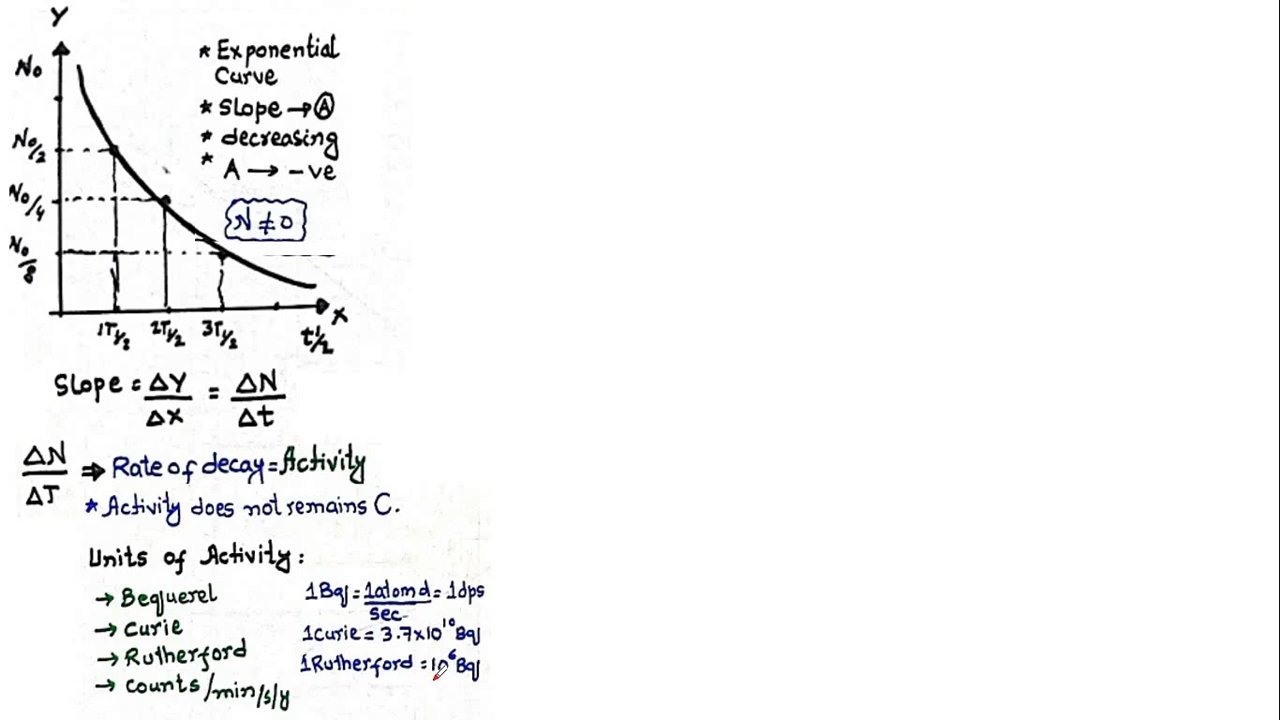 Y
No
* Exponential
Curve
* Slope → A
No/2
* decreasing
* A → -ve
No/4
N ≠ 0
No/8
X
1T1/2 2T1/2 3T1/2 t1/2
Slope = ΔY/ΔX = ΔN/Δt
ΔN/ΔT ⇒ Rate of decay = Activity
* Activity does not remains C.
Units of Activity:
→ Bequerel 1Bq = 1atom d/sec = 1dps
→ Curie 1Curie = 3.7×10¹⁰ Bq
→ Rutherford 1Rutherford = 10⁶ Bq
→ Counts/min/s/y